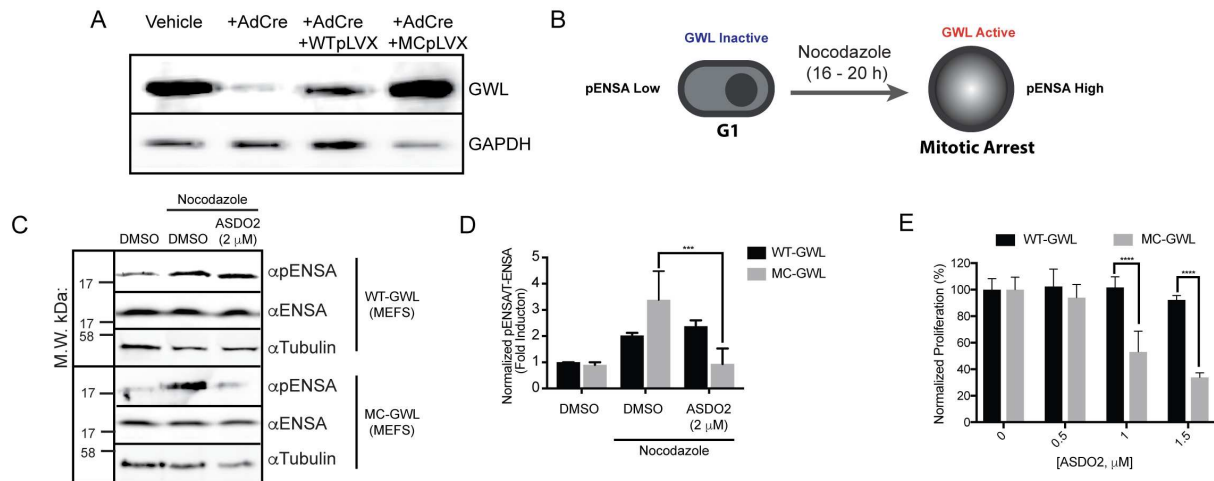 A
Vehicle
+AdCre
+AdCre
+WTpLVX
+AdCre
+MCpLVX
GWL
GAPDH
B
GWL Inactive
pENSA Low
G1
Nocodazole
(16 - 20 h)
GWL Active
pENSA High
Mitotic Arrest
C
Nocodazole
DMSO
DMSO
ASDO2
(2 μM)
M.W. kDa:
17
αpENSA
αENSA
17
58
αTubulin
WT-GWL
(MEFS)
17
αpENSA
αENSA
17
58
αTubulin
MC-GWL
(MEFS)
D
Normalized pENSA/T-ENSA
(Fold Inducton)
5
4
3
2
1
0
***
WT-GWL
MC-GWL
DMSO
DMSO
ASDO2
(2 μM)
Nocodazole
E
WT-GWL
MC-GWL
Normalized Proliferation (%)
140
120
100
80
60
40
20
0
****
****
0
0.5
1
1.5
[ASDO2, μM]